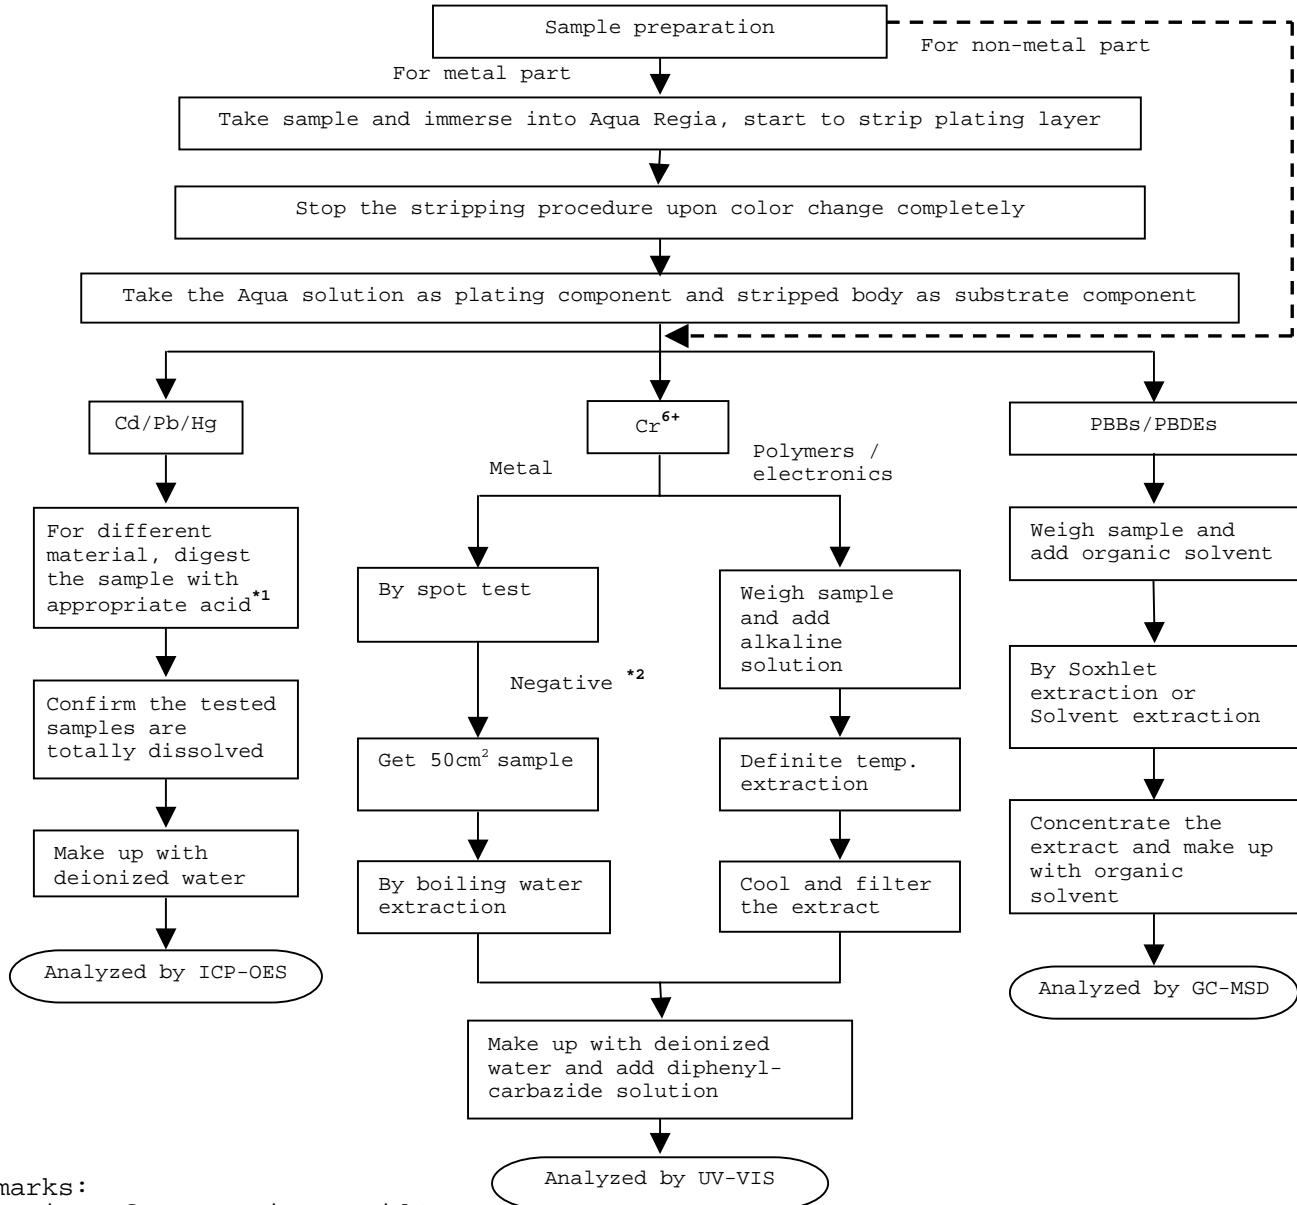 Sample preparation
For non-metal part
For metal part
Take sample and immerse into Aqua Regia, start to strip plating layer
Stop the stripping procedure upon color change completely
Take the Aqua solution as plating component and stripped body as substrate component
Cd/Pb/Hg
Cr6+
PBBs/PBDEs
Metal
Polymers /
electronics
For different
material, digest
the sample with
appropriate acid*1
Confirm the tested
samples are
totally dissolved
Make up with
deionized water
Analyzed by ICP-OES
By spot test
Negative *2
Get 50cm² sample
By boiling water
extraction
Weigh sample
and add
alkaline
solution
Definite temp.
extraction
Cool and filter
the extract
Make up with deionized
water and add diphenyl-
carbazide solution
Analyzed by UV-VIS
Weigh sample and
add organic solvent
By Soxhlet
extraction or
Solvent extraction
Concentrate the
extract and make up
with organic
solvent
Analyzed by GC-MSD
marks: